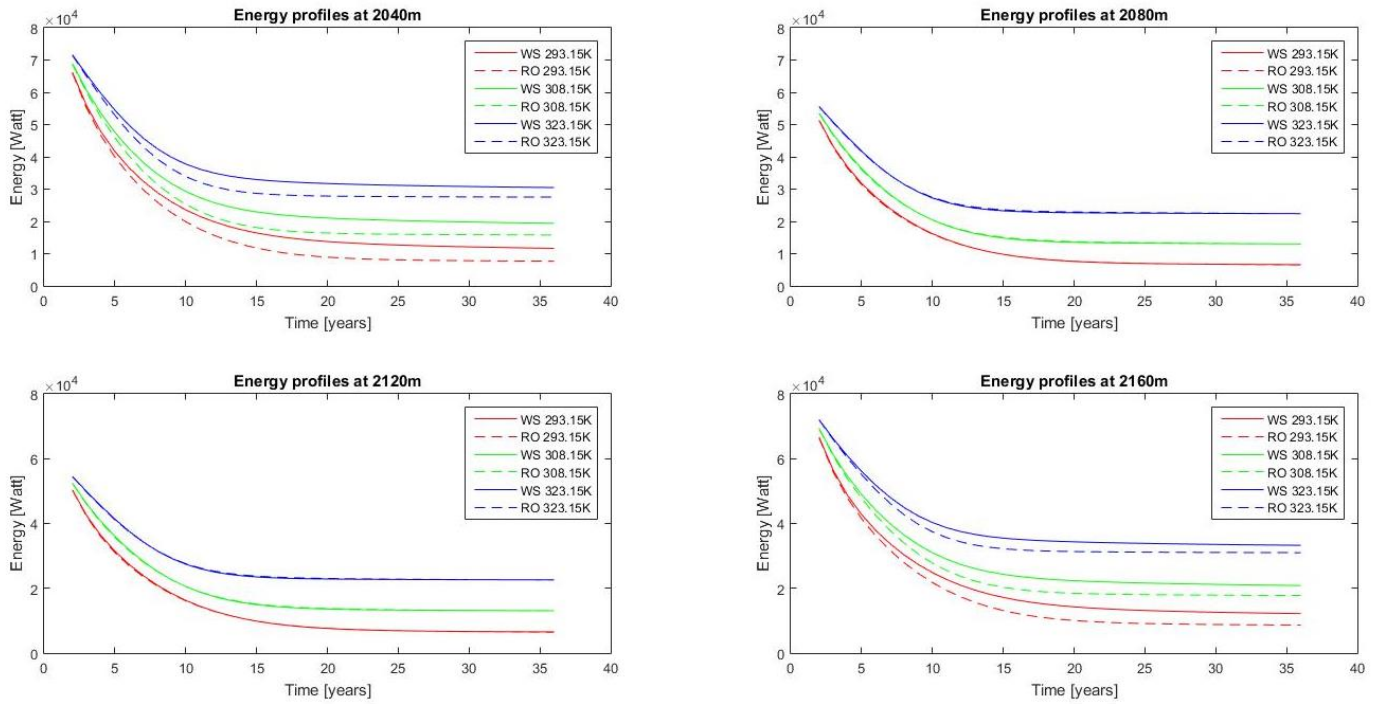 Energy profiles at 2040m
×10⁴
8
7
6
5
4
3
2
1
0
Energy [Watt]
0 5 10 15 20 25 30 35 40
Time [years]
WS 293.15K
RO 293.15K
WS 308.15K
RO 308.15K
WS 323.15K
RO 323.15K
Energy profiles at 2080m
×10⁴
8
7
6
5
4
3
2
1
0
Energy [Watt]
0 5 10 15 20 25 30 35 40
Time [years]
WS 293.15K
RO 293.15K
WS 308.15K
RO 308.15K
WS 323.15K
RO 323.15K
Energy profiles at 2120m
×10⁴
8
6
4
2
0
Energy [Watt]
0 5 10 15 20 25 30 35 40
Time [years]
WS 293.15K
RO 293.15K
WS 308.15K
RO 308.15K
WS 323.15K
RO 323.15K
Energy profiles at 2160m
×10⁴
8
6
4
2
0
Energy [Watt]
0 5 10 15 20 25 30 35 40
Time [years]
WS 293.15K
RO 293.15K
WS 308.15K
RO 308.15K
WS 323.15K
RO 323.15K